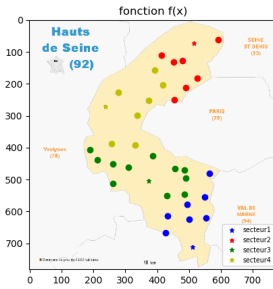 fonction f(x)
0
100
200
300
400
500
600
700
0
100
200
300
400
500
600
Hauts
de Seine
(92)
SEINE
ST DENIS
(93)
PARIS
(75)
Yvelines
(78)
VAL DE
MARNE
(94)
secteur1
secteur2
secteur3
secteur4